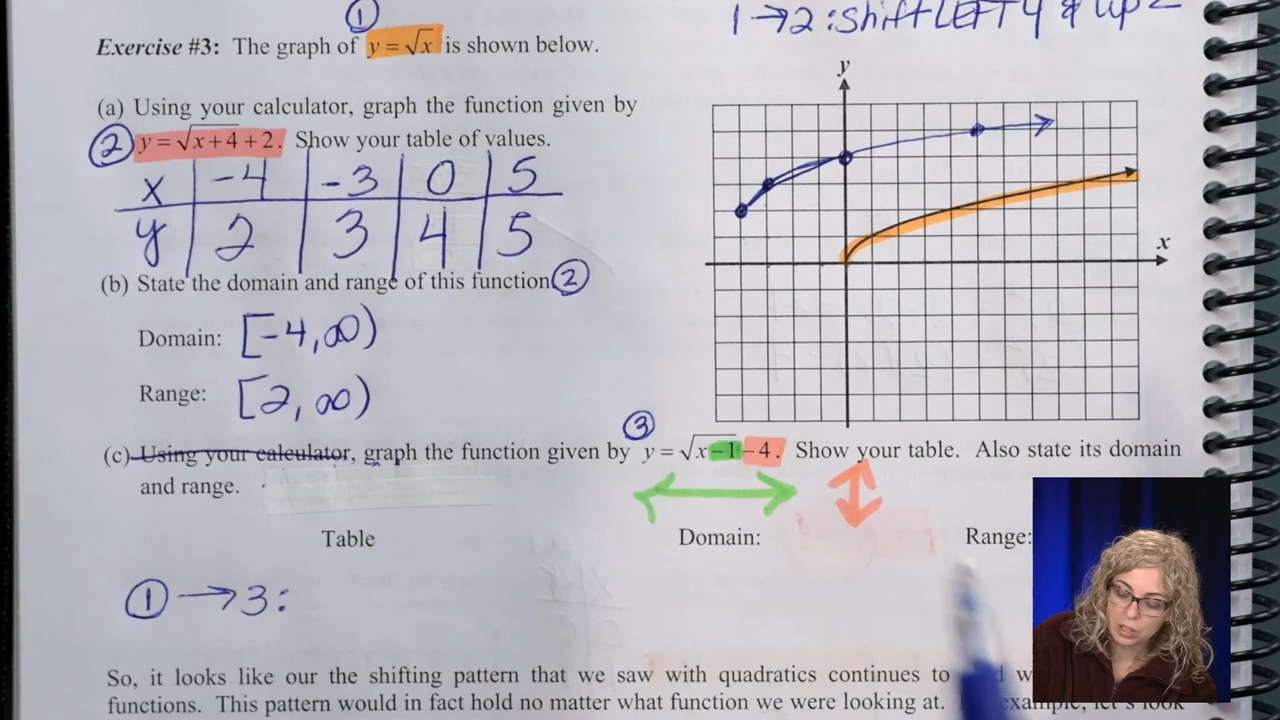 ①
1→2: Shift LEFT 4 & up 2
Exercise #3: The graph of y = √x is shown below.
(a) Using your calculator, graph the function given by
② y = √x+4 + 2. Show your table of values.
x -4 -3 0 5
y 2 3 4 5
(b) State the domain and range of this function ②
Domain: [-4, ∞)
Range: [2, ∞)
y
x
③
(c) Using your calculator, graph the function given by y = √x-1 - 4. Show your table. Also state its domain
and range.
Table Domain: Range:
① → 3:
So, it looks like our the shifting pattern that we saw with quadratics continues to
functions. This pattern would in fact hold no matter what function we were looking at. example, let's look